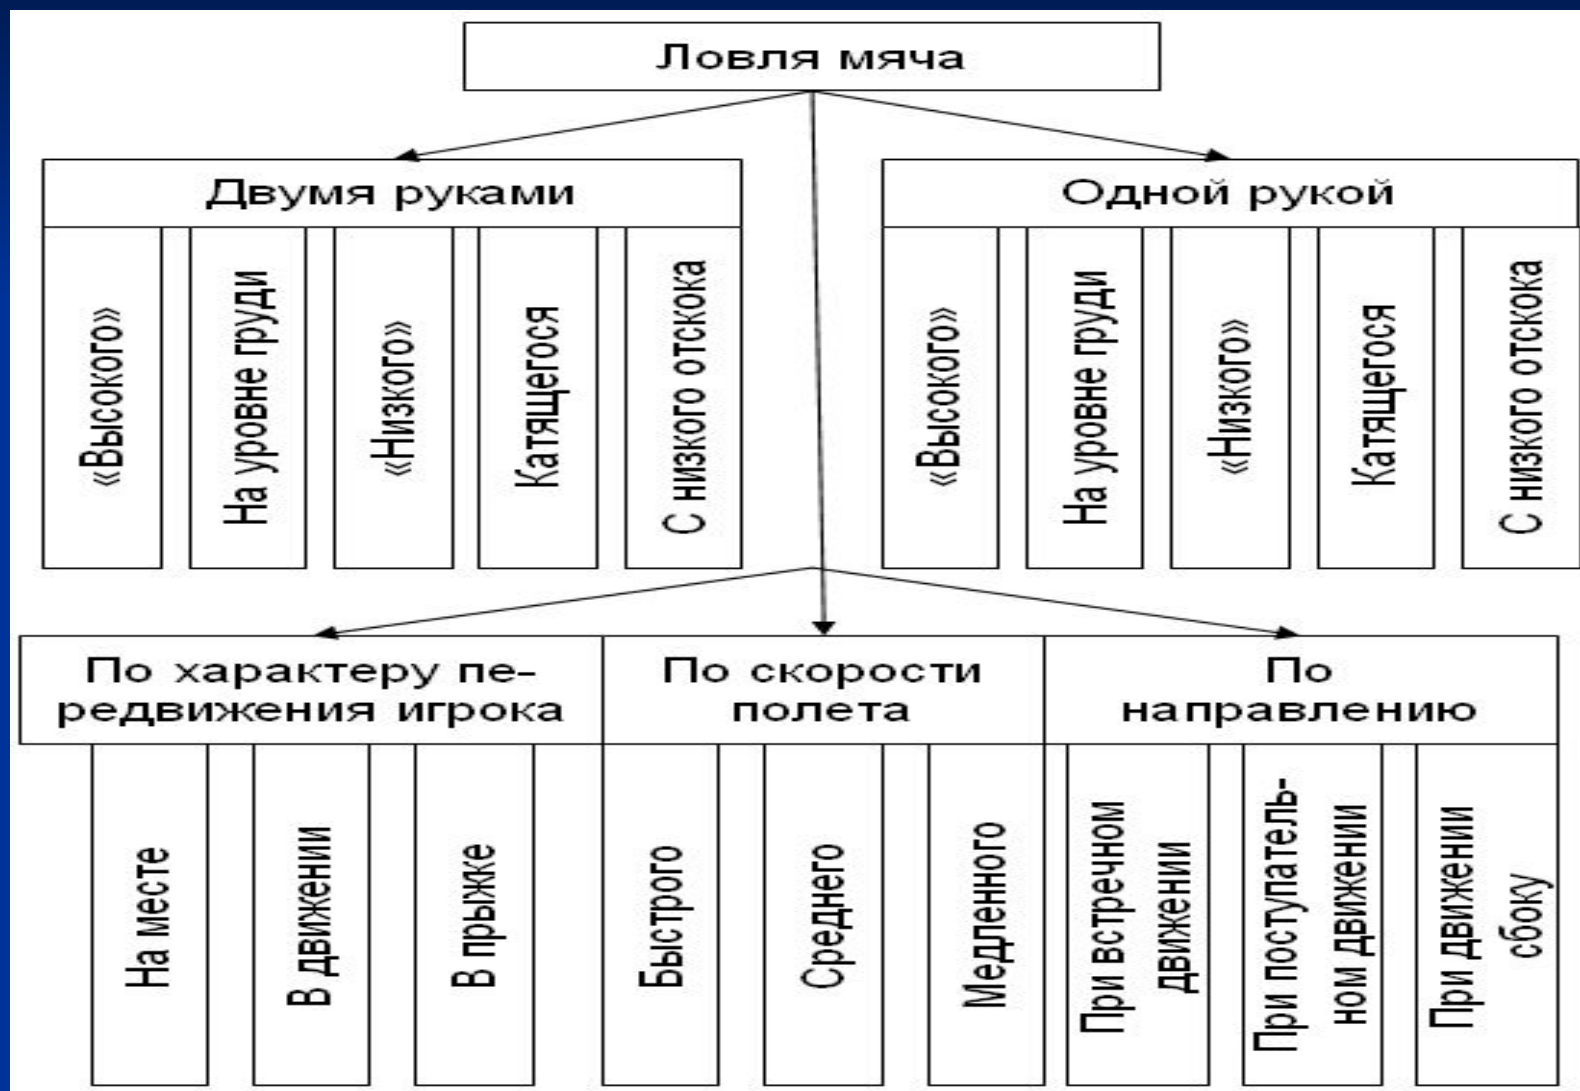 Ловля мяча
Двумя руками
«Высокого»
На уровне груди
«Низкого»
Катящегося
С низкого отскока
Одной рукой
«Высокого»
На уровне груди
«Низкого»
Катящегося
С низкого отскока
По характеру пе-
редвижения игрока
На месте
В движении
В прыжке
По скорости
полета
Быстрого
Среднего
Медленного
По
направлению
При встречном
движении
При поступатель-
ном движении
При движении
сбоку